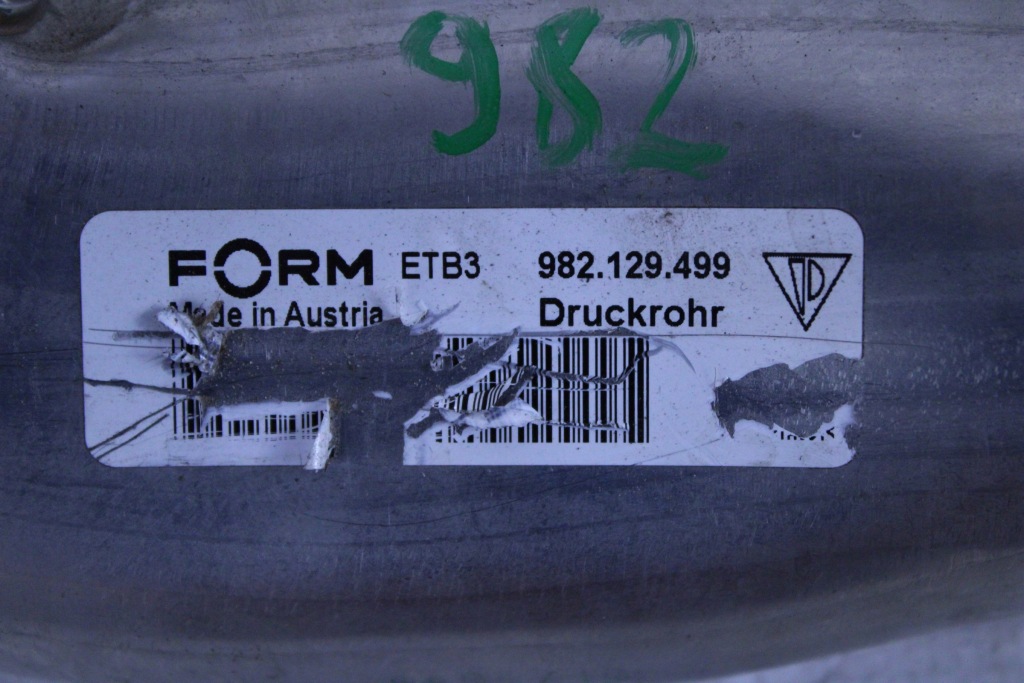 982
FORM ETB3 982.129.499
Made in Austria Druckrohr